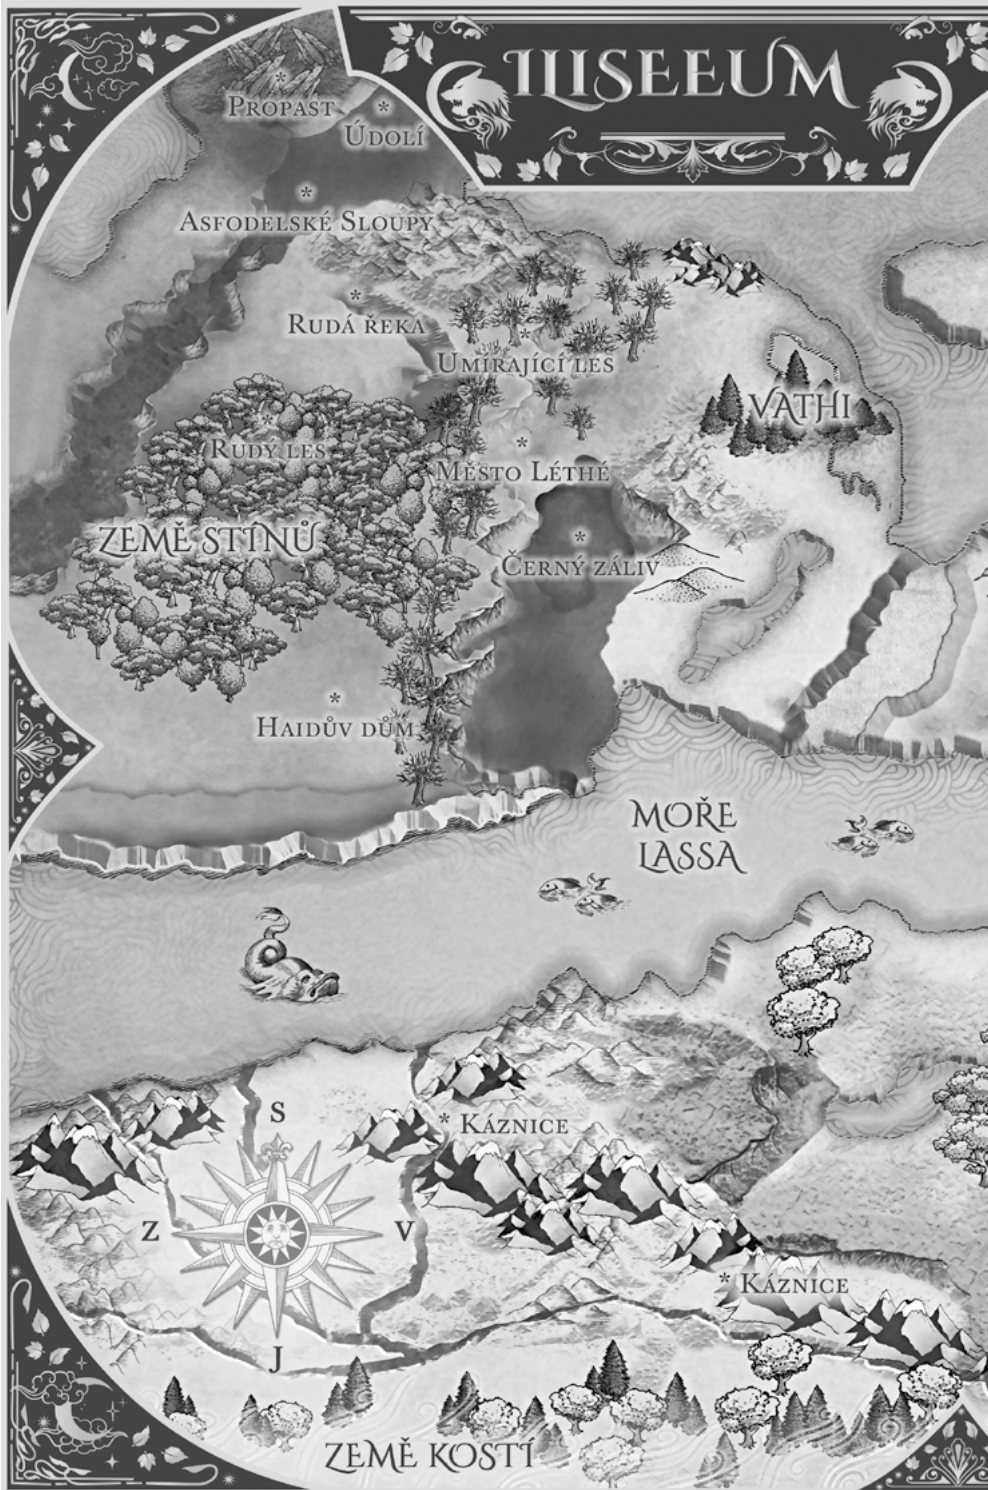 ILISEEUM
Propast
Údolí
Asfodelské Sloupy
Rudá řeka
Umírající les
VATHI
Rudý les
Město Léthé
ZEMĚ STÍNŮ
Černý záliv
Haidův dům
MOŘE
LASSA
S
Káznice
Z
V
Káznice
J
ZEMĚ KOSTÍ